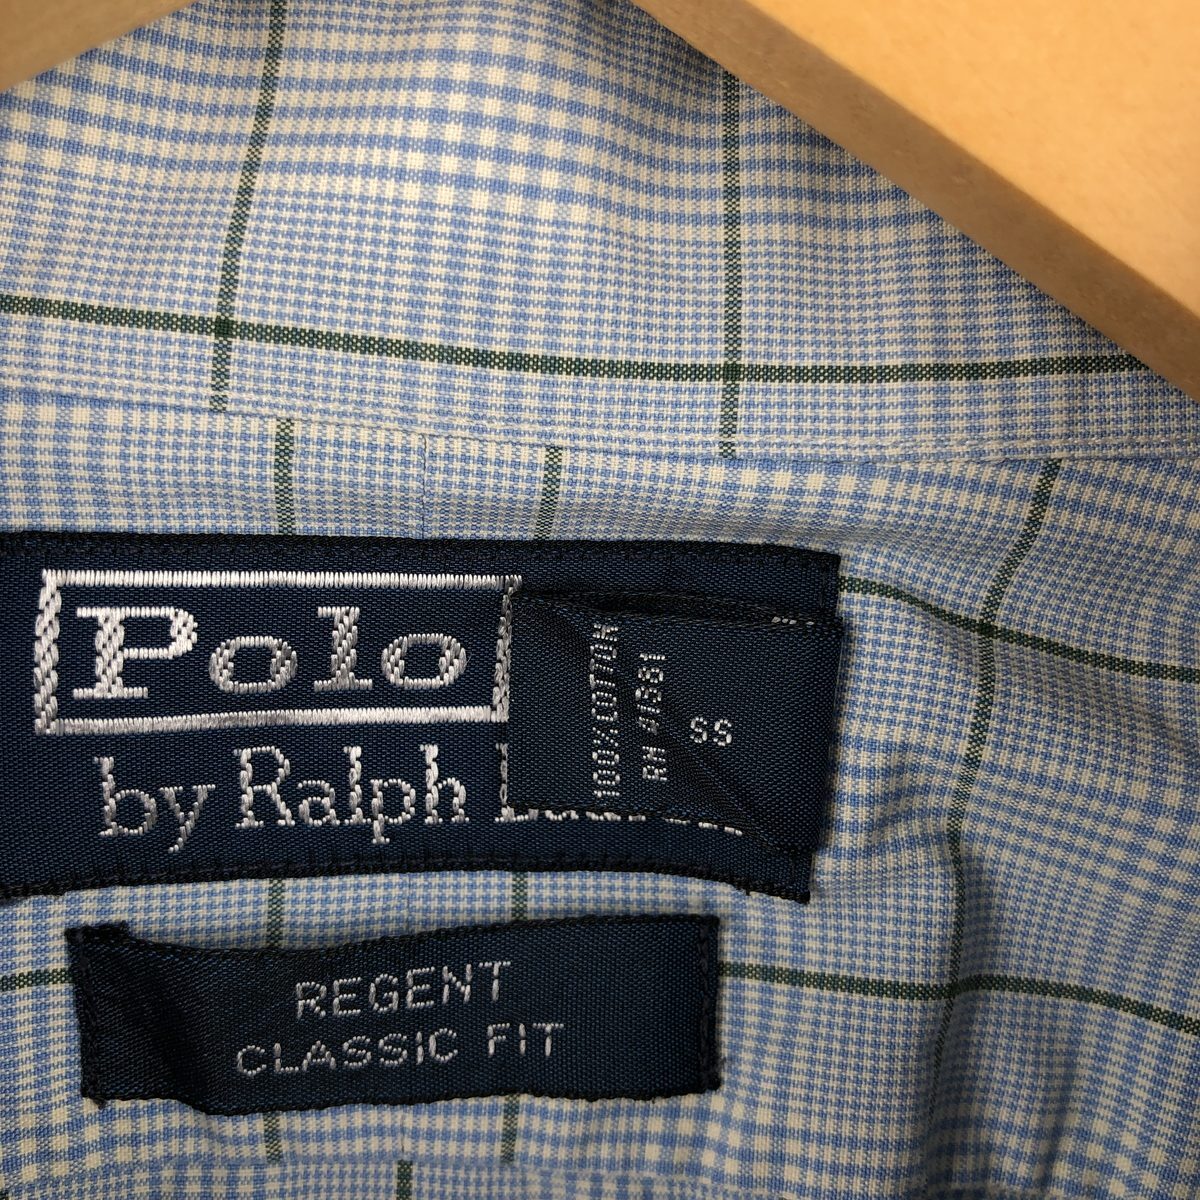 Polo
by Ralph
100% COTTON
RN 41381
SS
REGENT
CLASSIC FIT